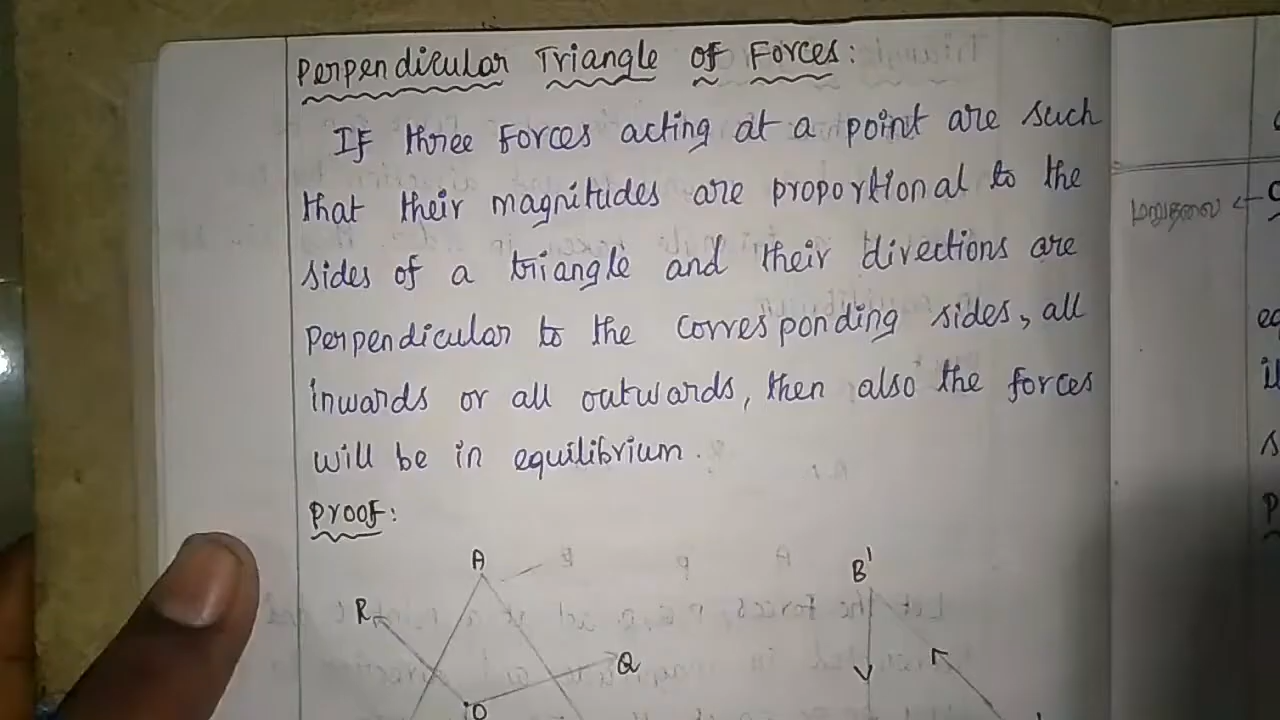 Perpendicular Triangle of Forces:
If three forces acting at a point are such
that their magnitudes are proportional to the
sides of a triangle and their directions are
perpendicular to the corresponding sides, all
inwards or all outwards, then also the forces
will be in equilibrium.
Proof:
A
B'
R
Q
O